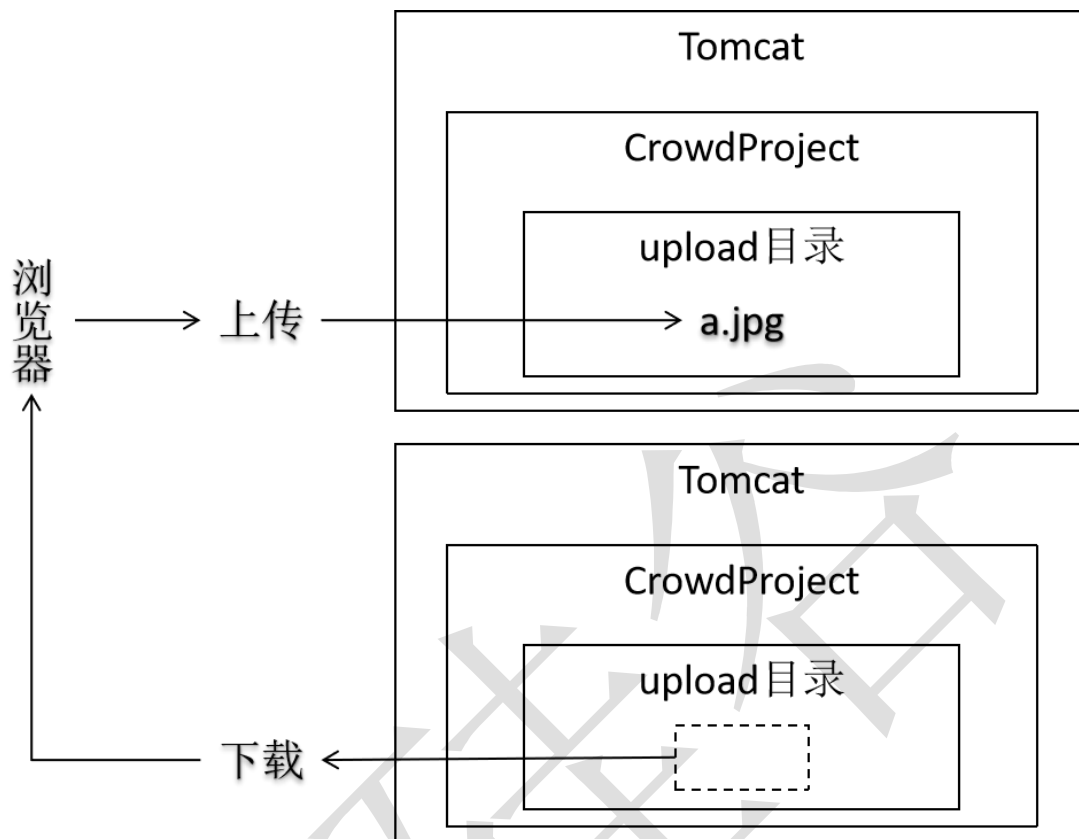 Tomcat
CrowdProject
upload目录
浏览器
上传
a.jpg
Tomcat
CrowdProject
upload目录
下载